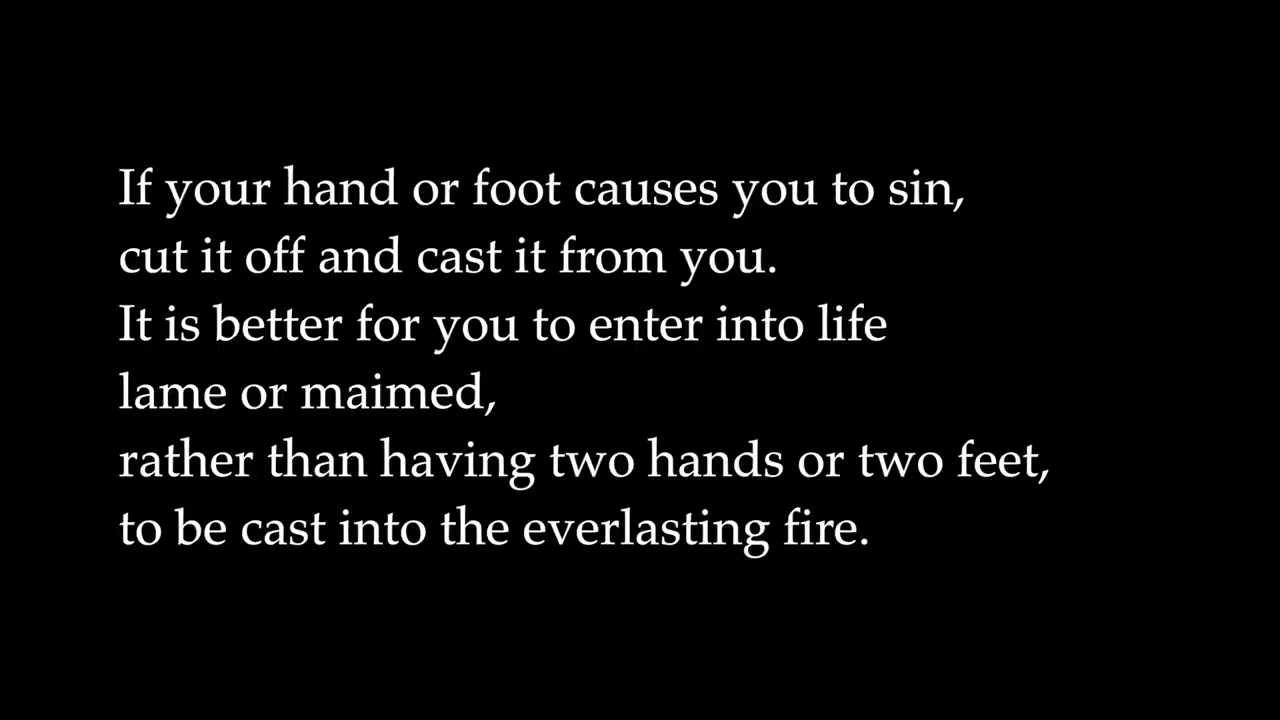 If your hand or foot causes you to sin,
cut it off and cast it from you.
It is better for you to enter into life
lame or maimed,
rather than having two hands or two feet,
to be cast into the everlasting fire.